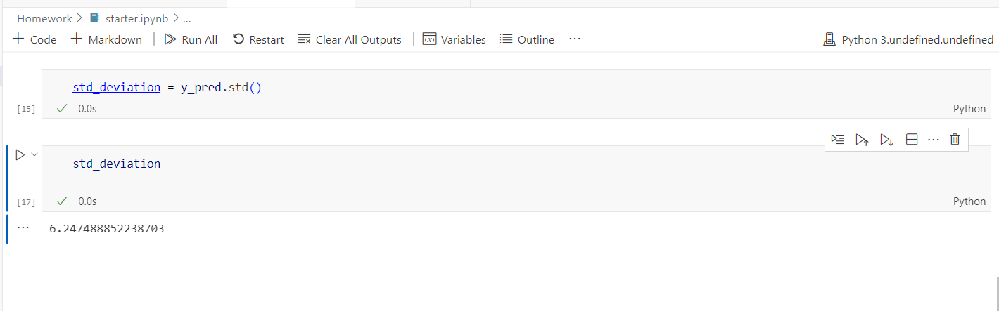 Homework > starter.ipynb > ...
+ Code + Markdown | Run All Restart Clear All Outputs | Variables Outline ... Python 3.undefined.undefined
std_deviation = y_pred.std()
[15] ✓ 0.0s Python
std_deviation
[17] ✓ 0.0s Python
... 6.247488852238703